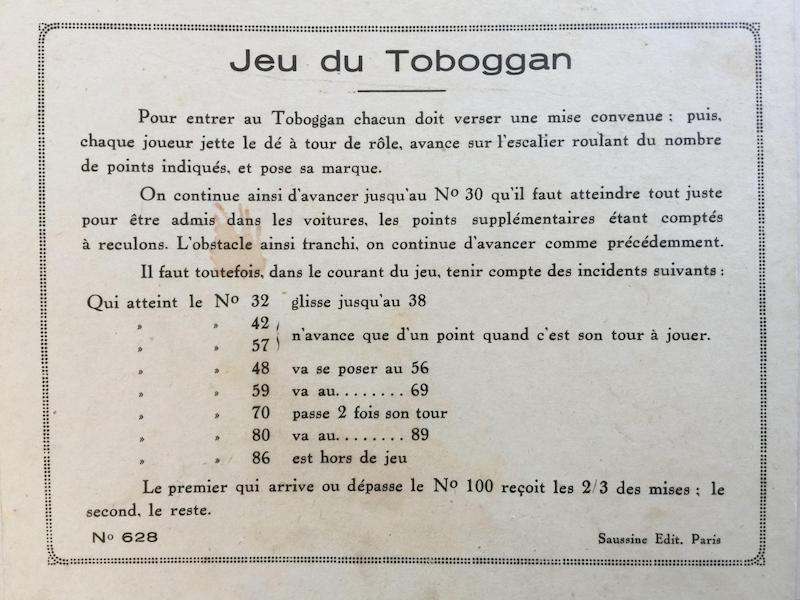 Jeu du Toboggan
Pour entrer au Toboggan chacun doit verser une mise convenue ; puis,
chaque joueur jette le dé à tour de rôle, avance sur l'escalier roulant du nombre
de points indiqués, et pose sa marque.
On continue ainsi d'avancer jusqu'au Nº 30 qu'il faut atteindre tout juste
pour être admis dans les voitures, les points supplémentaires étant comptés
à reculons. L'obstacle ainsi franchi, on continue d'avancer comme précédemment.
Il faut toutefois, dans le courant du jeu, tenir compte des incidents suivants :
Qui atteint le Nº 32 glisse jusqu'au 38
» » 42
n'avance que d'un point quand c'est son tour à jouer.
» » 57
» » 48 va se poser au 56
» » 59 va au........ 69
» » 70 passe 2 fois son tour
» » 80 va au........ 89
» » 86 est hors de jeu
Le premier qui arrive ou dépasse le Nº 100 reçoit les 2/3 des mises ; le
second, le reste.
Nº 628 Saussine Edit. Paris